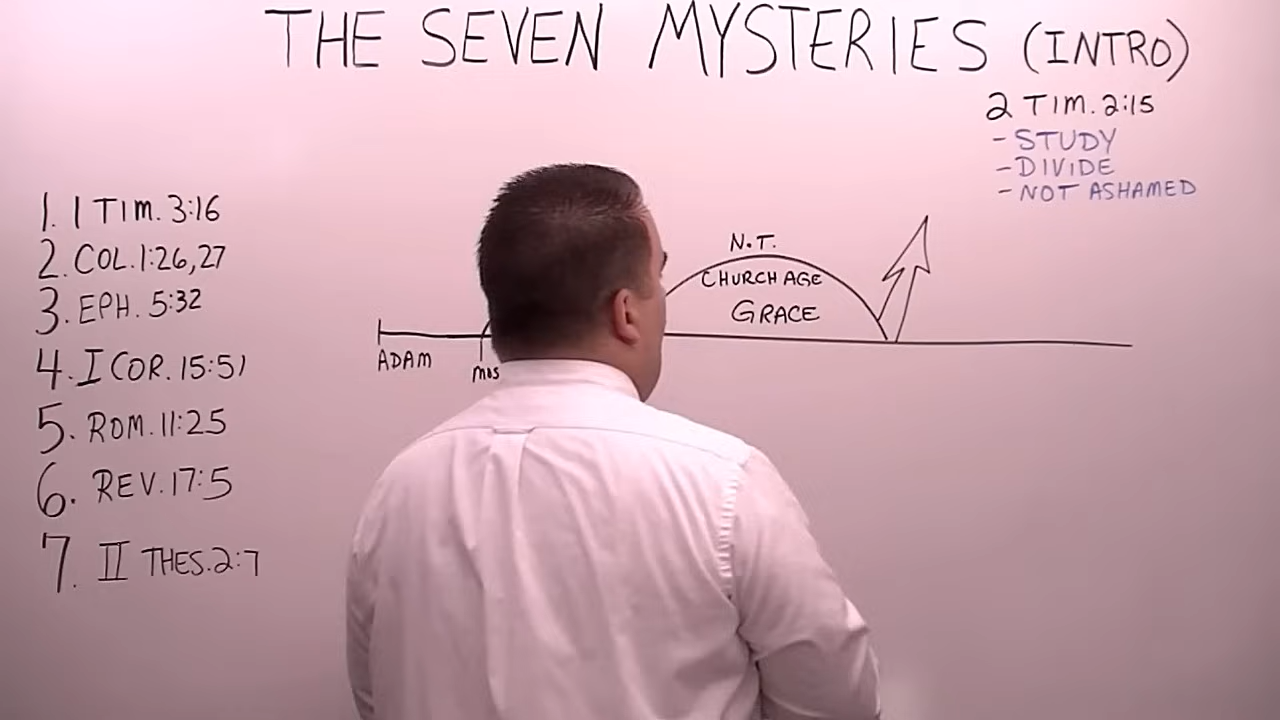 THE SEVEN MYSTERIES (INTRO)
2 TIM. 2:15
- STUDY
- DIVIDE
- NOT ASHAMED
1. 1 TIM. 3:16
2. COL. 1:26,27
3. EPH. 5:32
4. I COR. 15:51
5. ROM. 11:25
6. REV. 17:5
7. II THES. 2:7
N.T.
CHURCH AGE
GRACE
ADAM
MOS